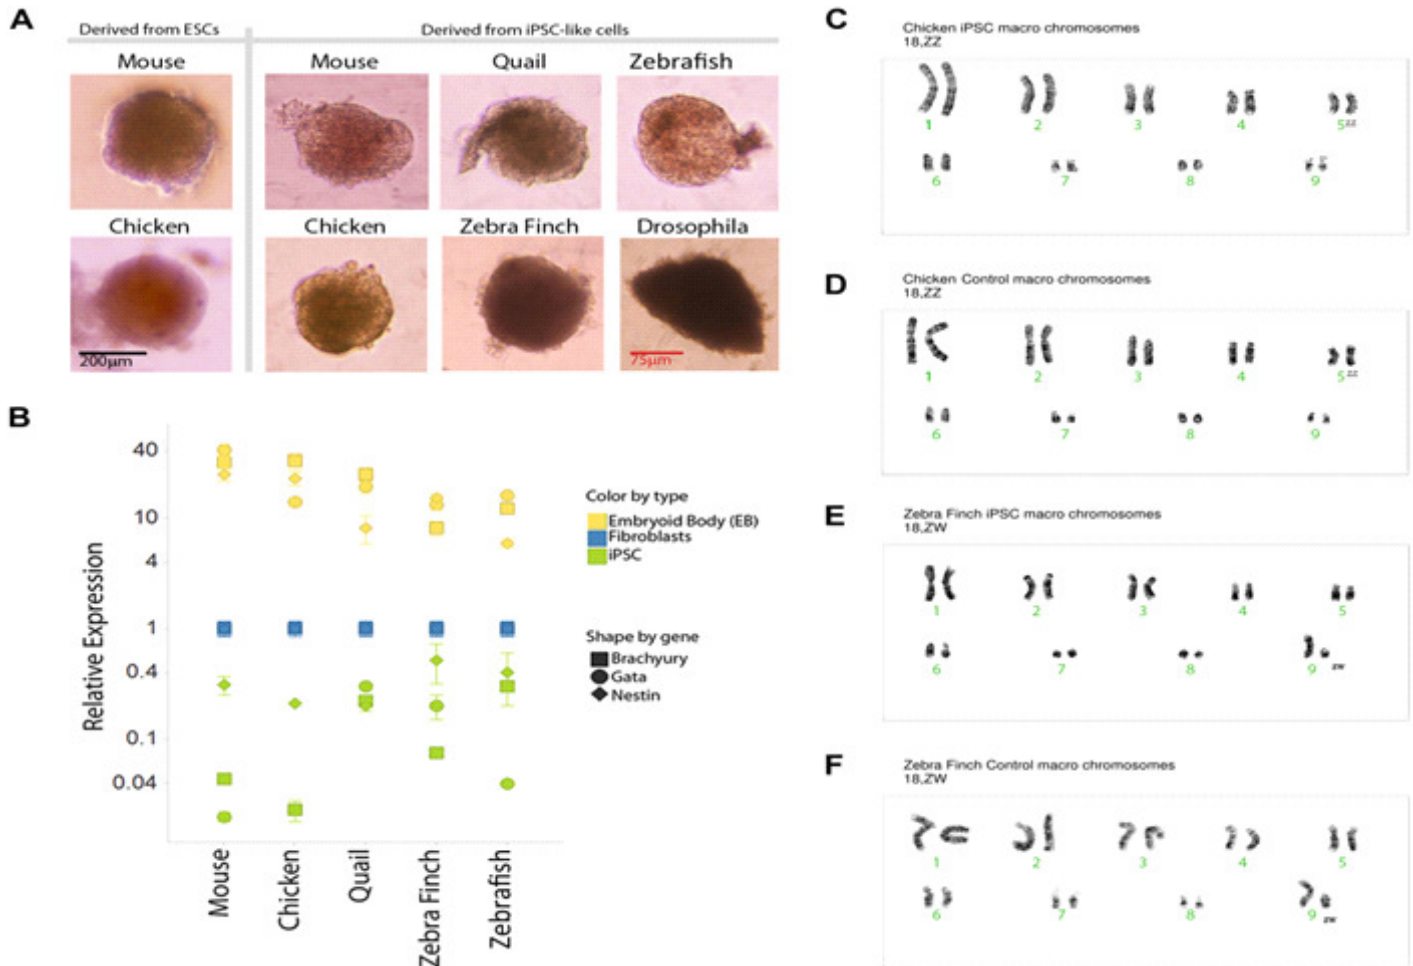 A
Derived from ESCs
Derived from iPSC-like cells
Mouse
Mouse
Quail
Zebrafish
Chicken
Chicken
Zebra Finch
Drosophila
200µm
75µm
B
Relative Expression
40
10
4
1
0.4
0.1
0.04
Mouse
Chicken
Quail
Zebra Finch
Zebrafish
Color by type
Embryoid Body (EB)
Fibroblasts
iPSC
Shape by gene
Brachyury
Gata
Nestin
C
Chicken iPSC macro chromosomes
18,ZZ
1 2 3 4 5 ZZ
6 7 8 9
D
Chicken Control macro chromosomes
18,ZZ
1 2 3 4 5 ZZ
6 7 8 9
E
Zebra Finch iPSC macro chromosomes
18,ZW
1 2 3 4 5
6 7 8 9 ZW
F
Zebra Finch Control macro chromosomes
18,ZW
1 2 3 4 5
6 7 8 9 ZW